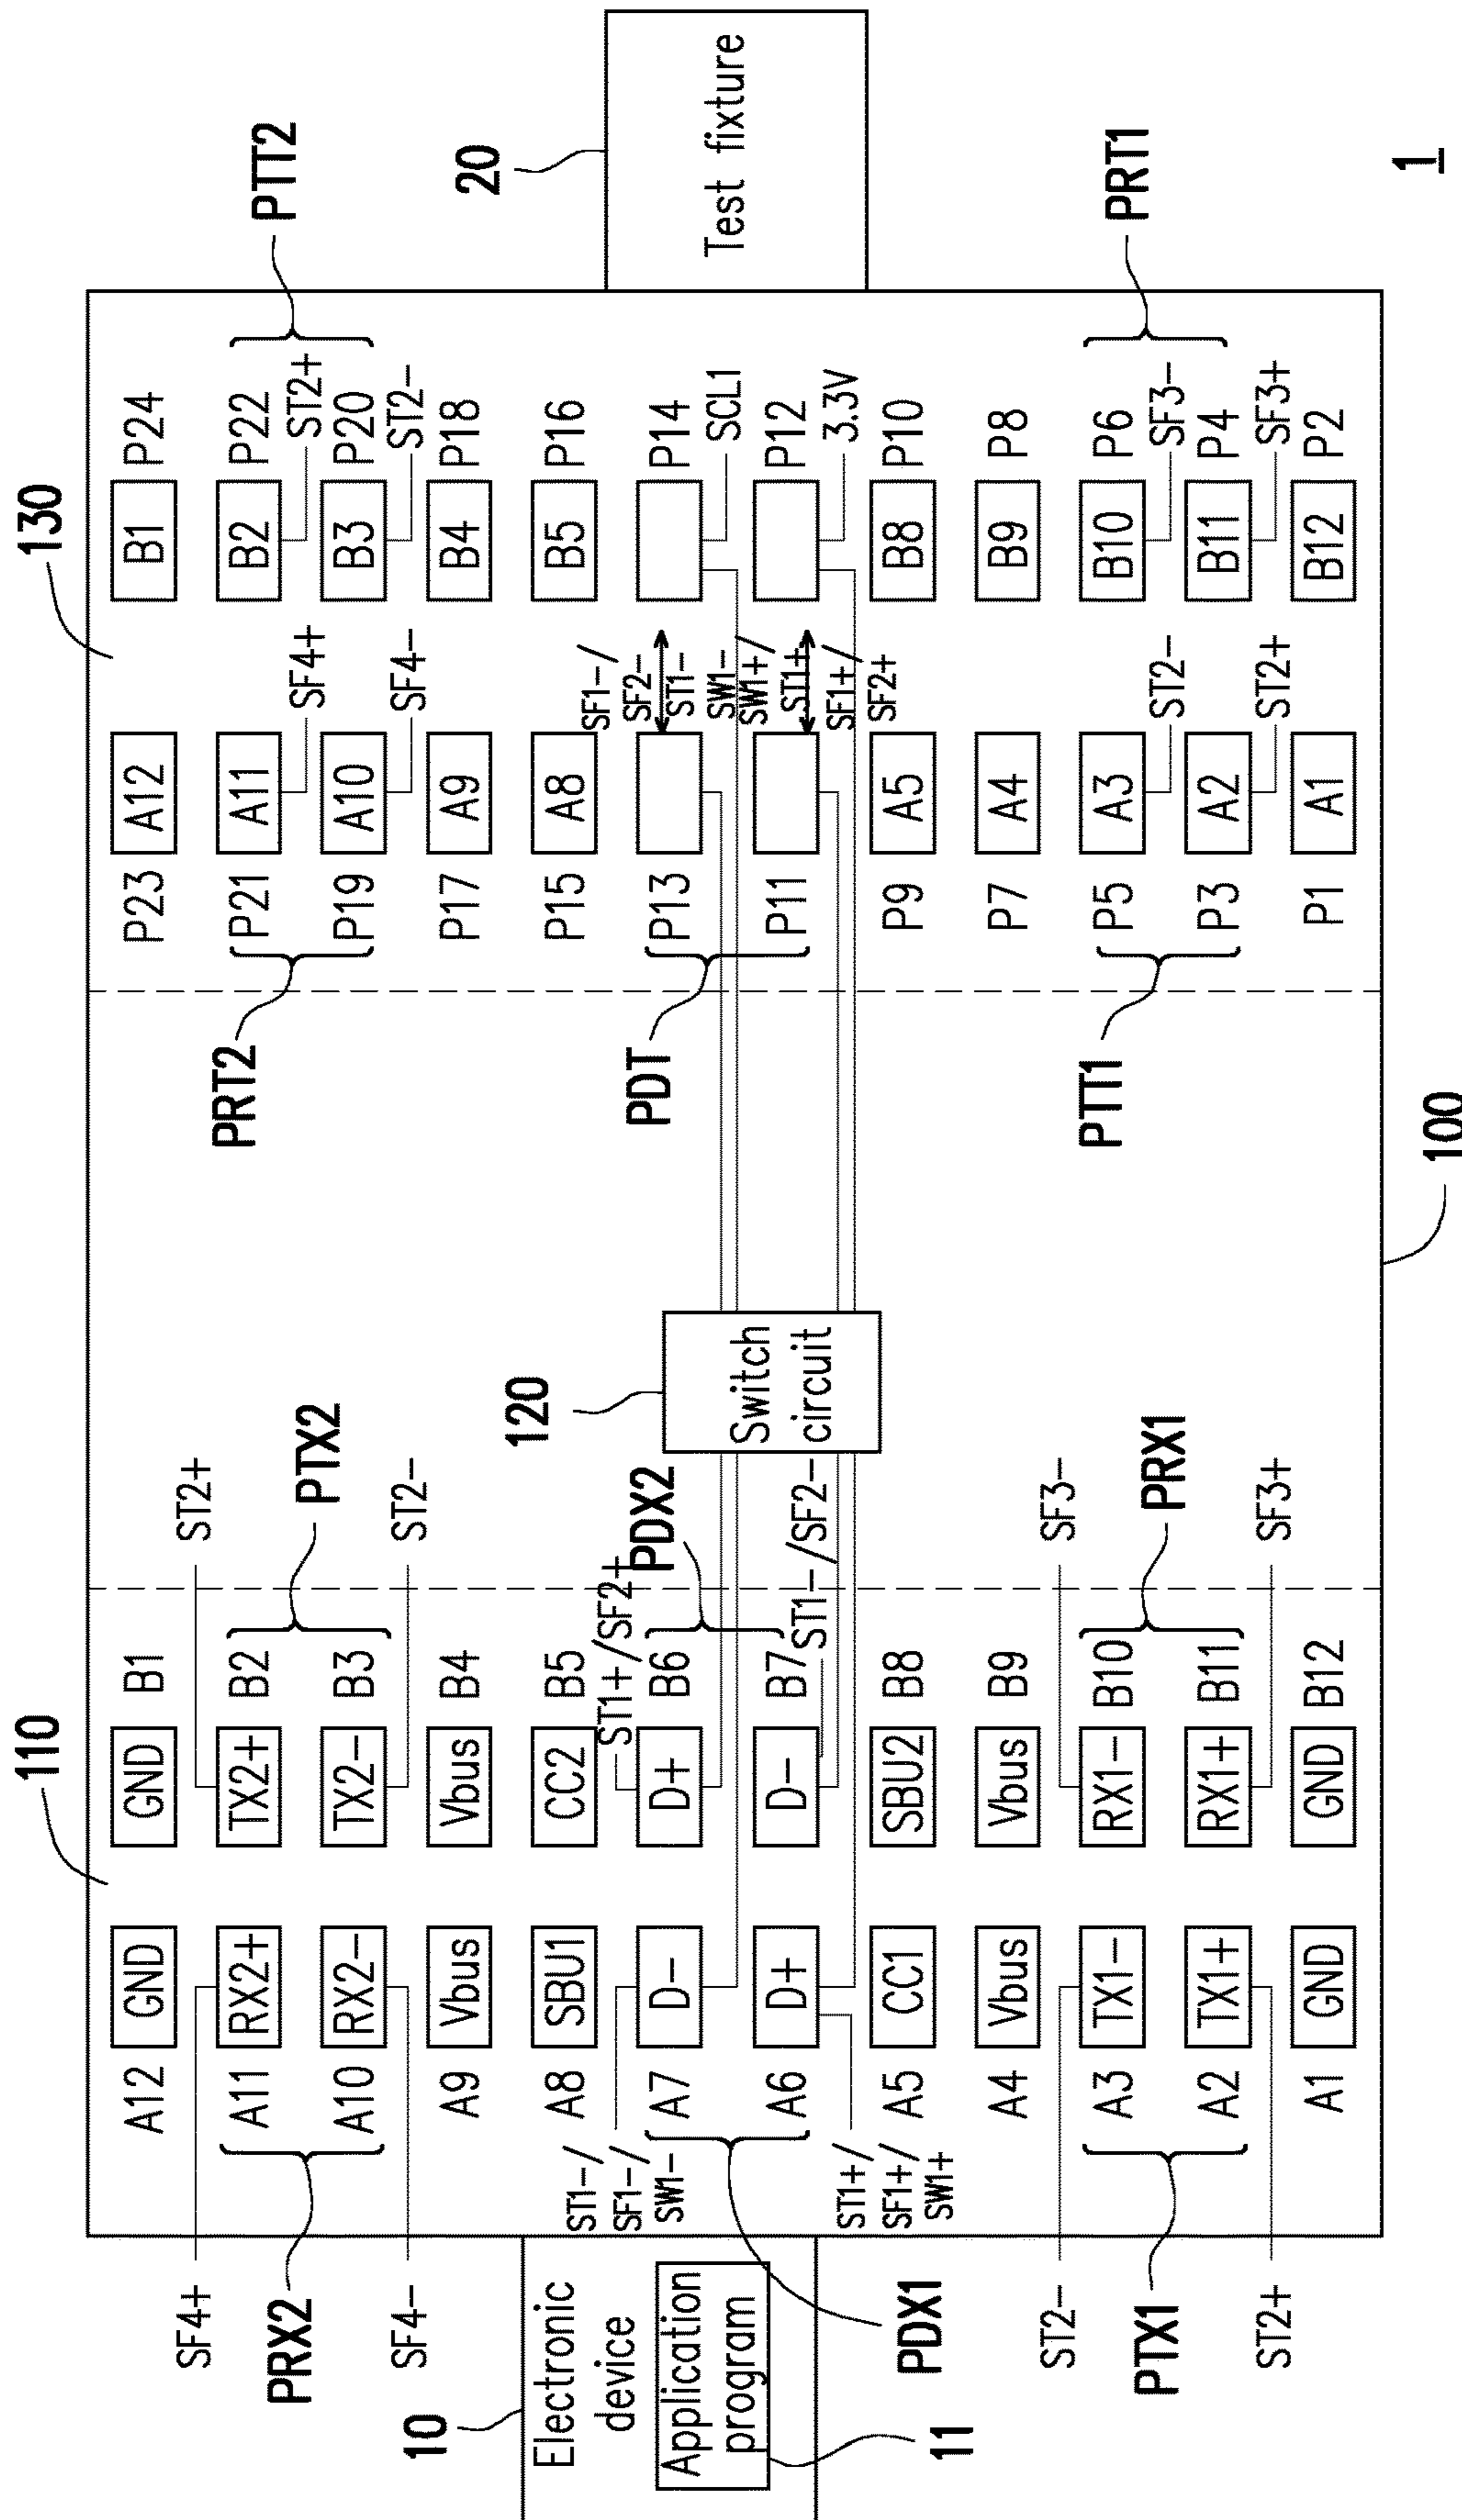 1
10
Electronic
device
Application
program
11
110
A12 GND
GND B1
SF4+
A11 RX2+
TX2+ B2
ST2+
PRX2
PTX2
SF4-
A10 RX2-
TX2- B3
ST2-
A9 Vbus
Vbus B4
A8 SBU1
CC2 B5
ST1-/
SF1-/
SW1-
ST1+/SF2+
A7 D-
D+ B6
PDX1
PDX2
A6 D+
D- B7
ST1-/SF2-
ST1+/
SF1+/
SW1+
A5 CC1
SBU2 B8
A4 Vbus
Vbus B9
ST2-
A3 TX1-
RX1- B10
SF3-
PTX1
PRX1
ST2+
A2 TX1+
RX1+ B11
SF3+
A1 GND
GND B12
120
Switch
circuit
100
130
P23 A12
B1 P24
P21 A11
SF4+
B2 P22
ST2+
PRT2
PTT2
P19 A10
SF4-
B3 P20
ST2-
P17 A9
B4 P18
P15 A8
B5 P16
SF1-/
SF2-
ST1-
SW1-
P13
P14
SCL1
PDT
SW1+/
ST1+
SF1+/
SF2+
P11
P12
3.3V
P9 A5
B8 P10
P7 A4
B9 P8
P5 A3
ST2-
B10 P6
SF3-
PTT1
PRT1
P3 A2
ST2+
B11 P4
SF3+
P1 A1
B12 P2
20
Test fixture